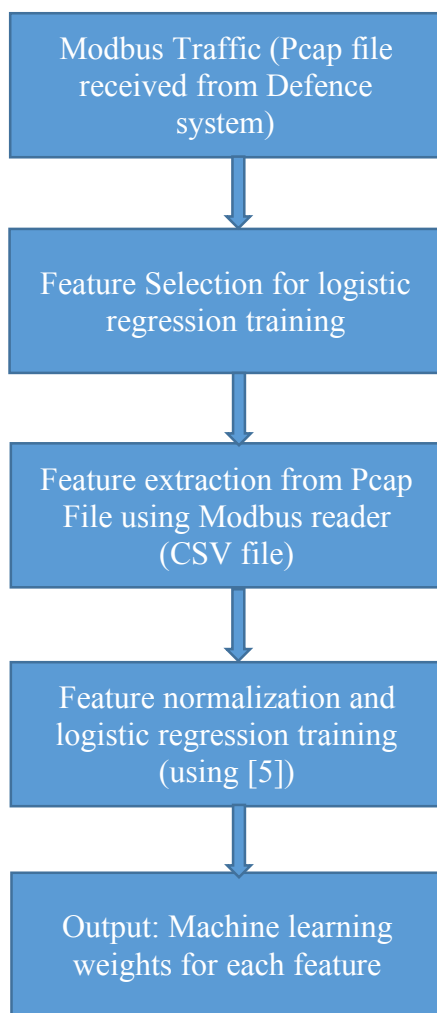 Modbus Traffic (Pcap file
received from Defence
system)
Feature Selection for logistic
regression training
Feature extraction from Pcap
File using Modbus reader
(CSV file)
Feature normalization and
logistic regression training
(using [5])
Output: Machine learning
weights for each feature